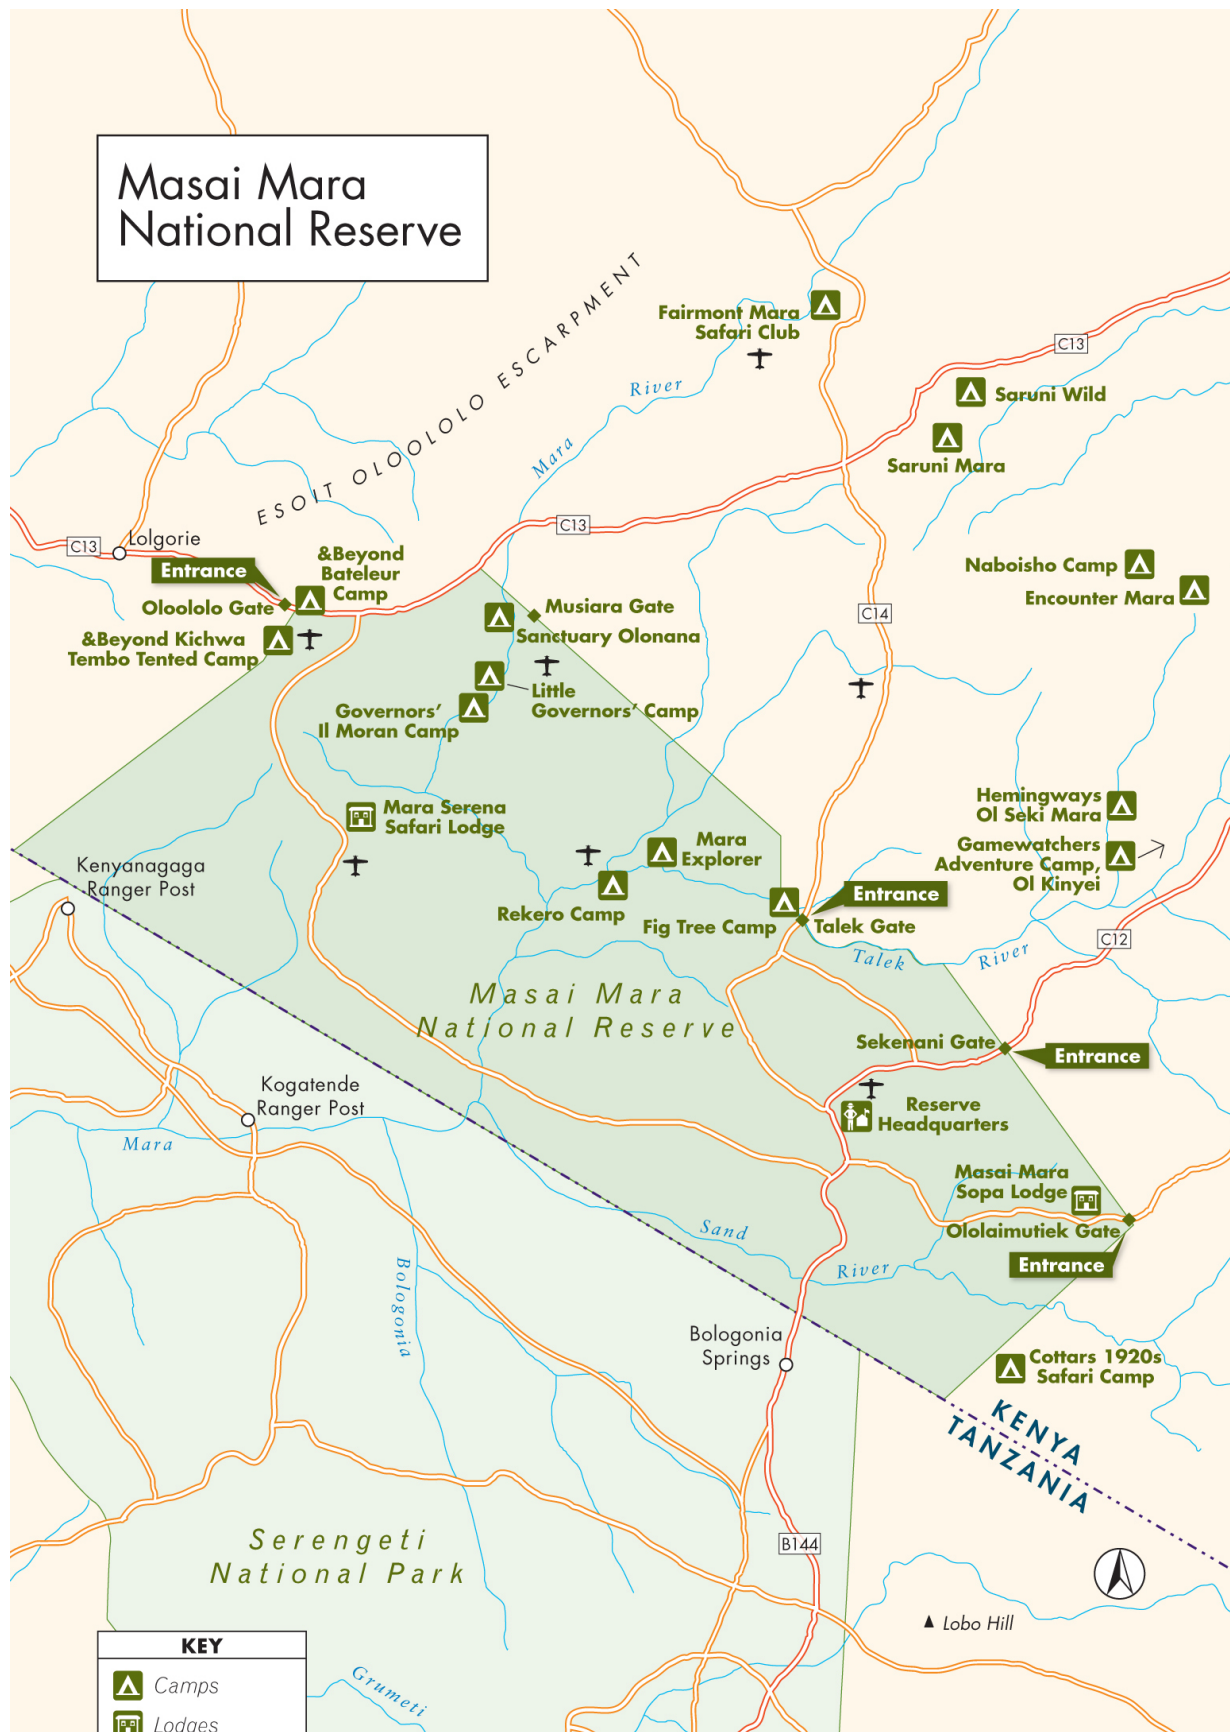 Masai Mara
National Reserve
ESOIT OLOOLOLO ESCARPMENT
Fairmont Mara
Safari Club
River
Mara
C13
Saruni Wild
Saruni Mara
C13
C13
Lolgorie
Entrance
&Beyond
Bateleur
Camp
Oloololo Gate
&Beyond Kichwa
Tembo Tented Camp
Musiara Gate
Sanctuary Olonana
Little
Governors' Camp
Governors'
Il Moran Camp
Naboisho Camp
Encounter Mara
C14
Mara Serena
Safari Lodge
Mara
Explorer
Rekero Camp
Fig Tree Camp
Entrance
Talek Gate
Hemingways
Ol Seki Mara
Gamewatchers
Adventure Camp,
Ol Kinyei
C12
Talek
River
Kenyanagaga
Ranger Post
Masai Mara
National Reserve
Sekenani Gate
Entrance
Reserve
Headquarters
Kogatende
Ranger Post
Mara
Masai Mara
Sopa Lodge
Ololaimutiek Gate
Entrance
Sand
River
Bologonia
Bologonia
Springs
Cottars 1920s
Safari Camp
KENYA
TANZANIA
Serengeti
National Park
B144
Lobo Hill
Grumeti
KEY
Camps
Lodges